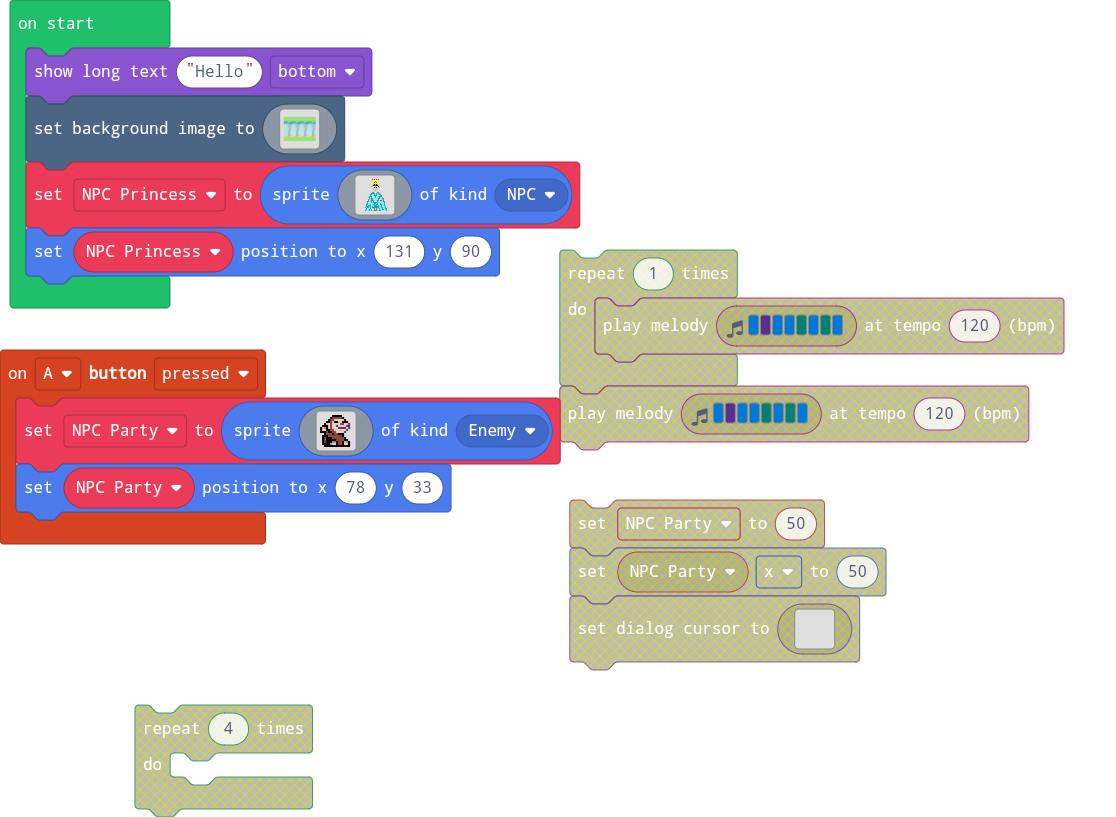 on start
show long text "Hello" bottom
set background image to
set NPC Princess to sprite of kind NPC
set NPC Princess position to x 131 y 90
repeat 1 times
do
play melody at tempo 120 (bpm)
play melody at tempo 120 (bpm)
on A button pressed
set NPC Party to sprite of kind Enemy
set NPC Party position to x 78 y 33
set NPC Party to 50
set NPC Party x to 50
set dialog cursor to
repeat 4 times
do